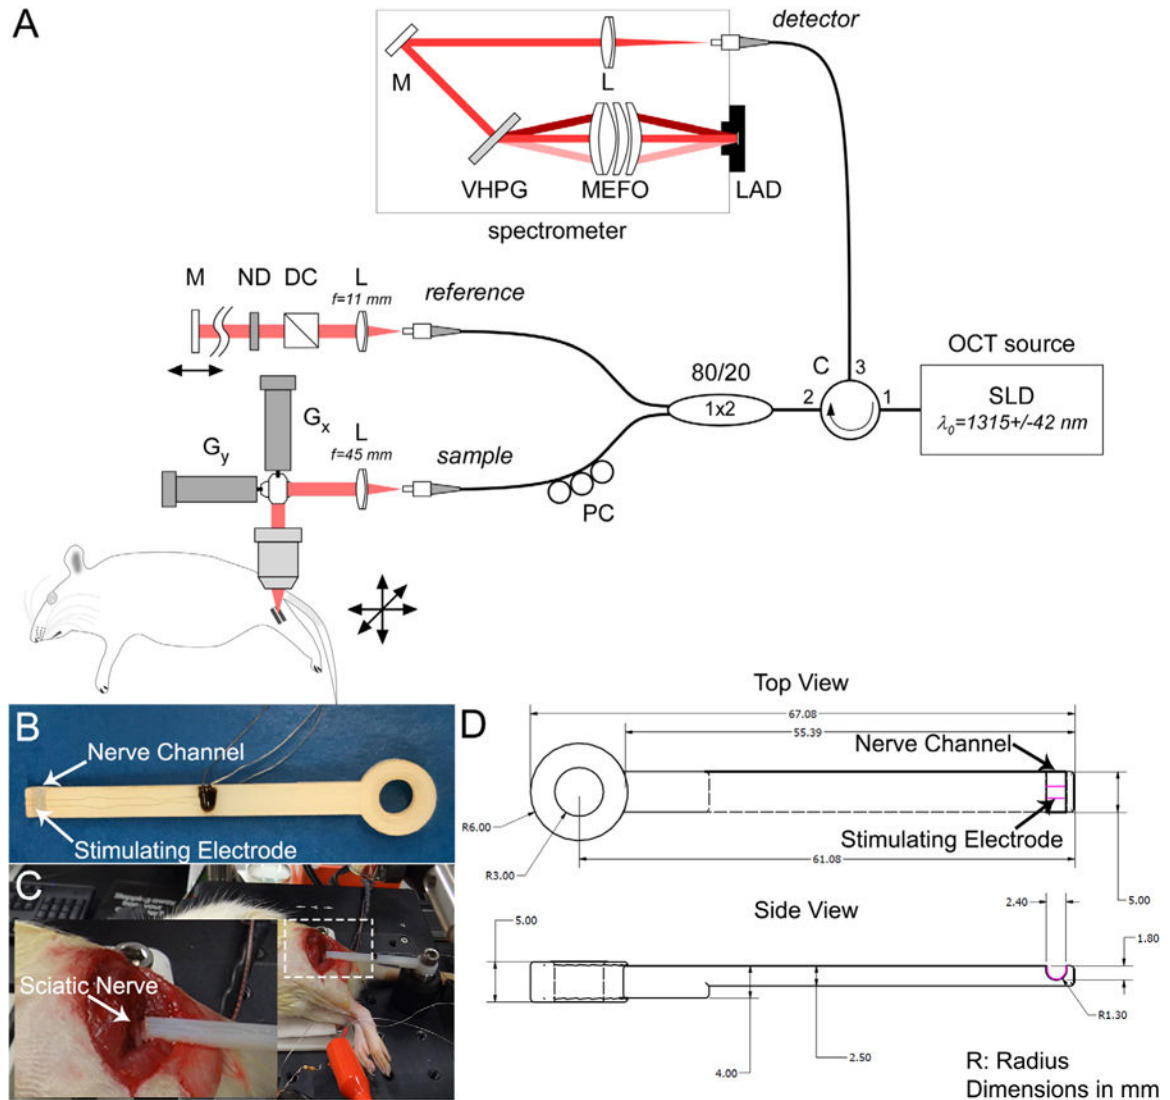 A
detector
M
L
VHPG
MEFO
LAD
spectrometer
M
ND
DC
L
f=11 mm
reference
OCT source
80/20
C
3
1x2
2
1
SLD
λ0=1315+/-42 nm
Gx
Gy
L
f=45 mm
sample
PC
B
Nerve Channel
Stimulating Electrode
C
Sciatic Nerve
D
Top View
67.08
55.39
Nerve Channel
R6.00
R3.00
Stimulating Electrode
61.08
5.00
Side View
2.40
5.00
1.80
R1.30
4.00
2.50
R: Radius
Dimensions in mm